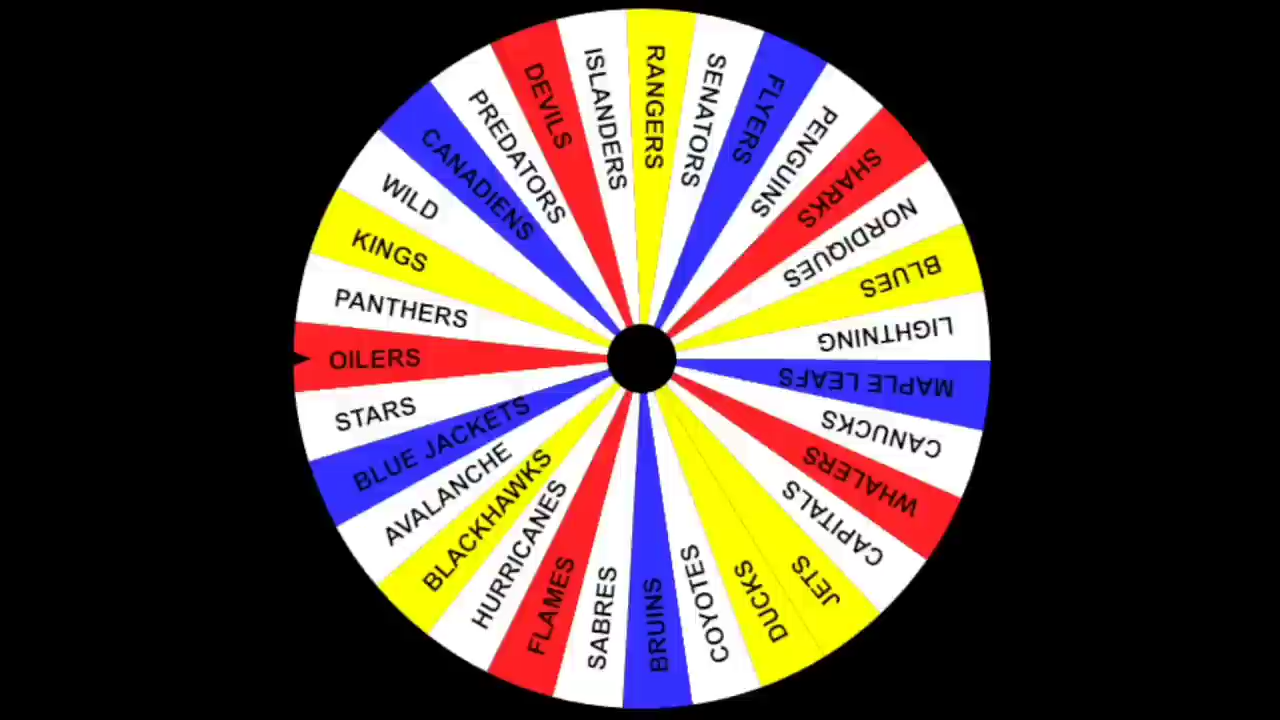 RANGERS
SENATORS
FLYERS
PENGUINS
SHARKS
NORDIQUES
BLUES
LIGHTNING
MAPLE LEAFS
CANUCKS
WHALERS
CAPITALS
JETS
DUCKS
COYOTES
BRUINS
SABRES
FLAMES
HURRICANES
BLACKHAWKS
AVALANCHE
BLUE JACKETS
STARS
OILERS
PANTHERS
KINGS
WILD
CANADIENS
PREDATORS
DEVILS
ISLANDERS